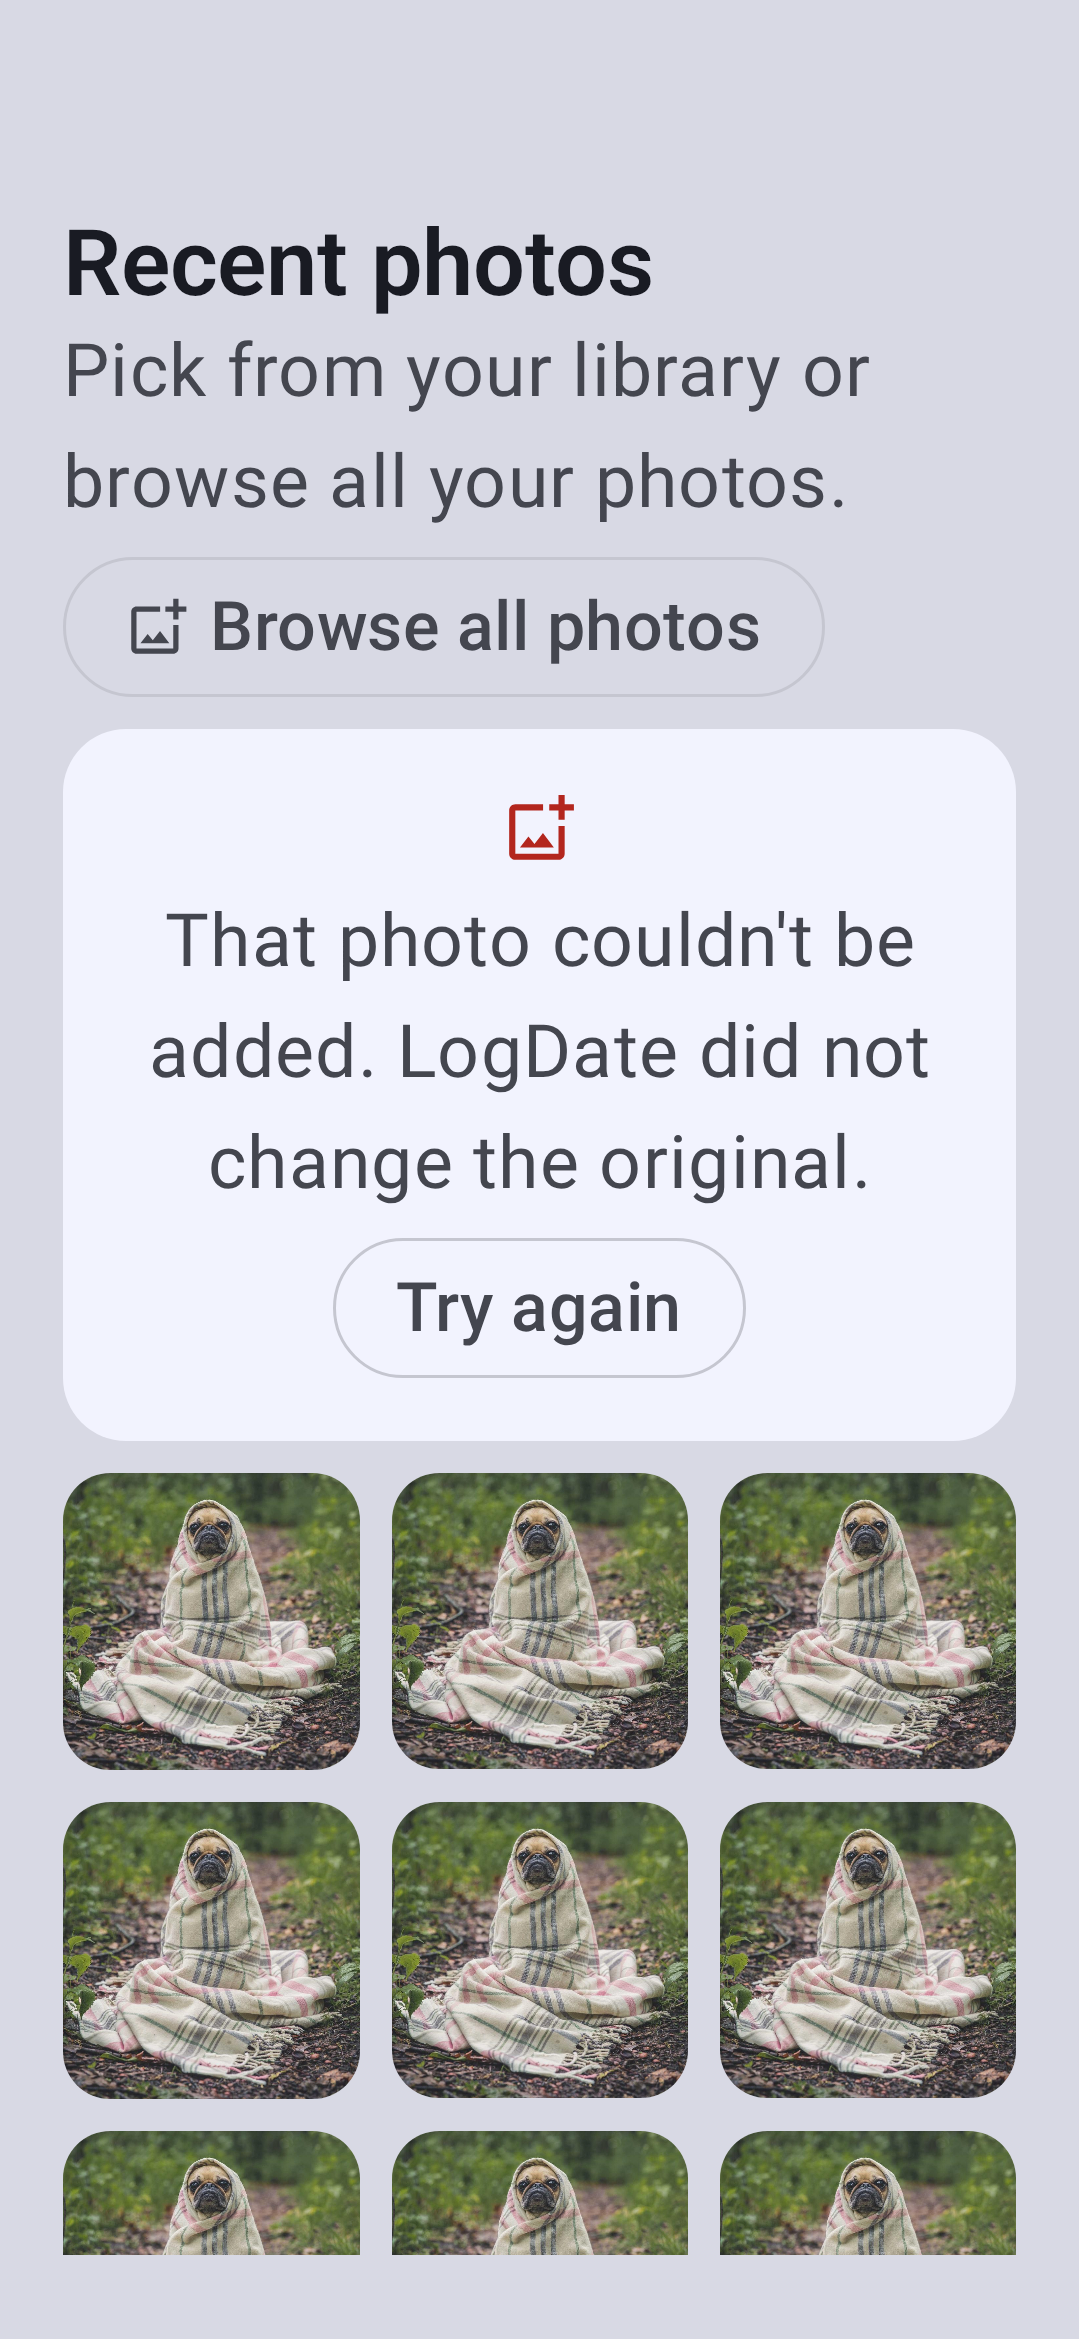 Recent photos
Pick from your library or
browse all your photos.
Browse all photos
That photo couldn't be
added. LogDate did not
change the original.
Try again